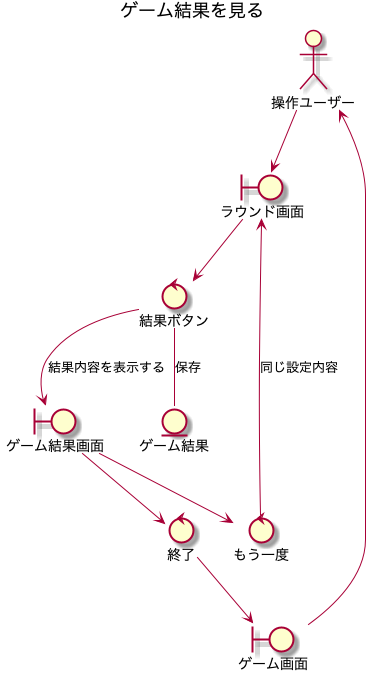 ゲーム結果を見る
操作ユーザー
ラウンド画面
結果ボタン
結果内容を表示する
保存
同じ設定内容
ゲーム結果画面
ゲーム結果
終了
もう一度
ゲーム画面